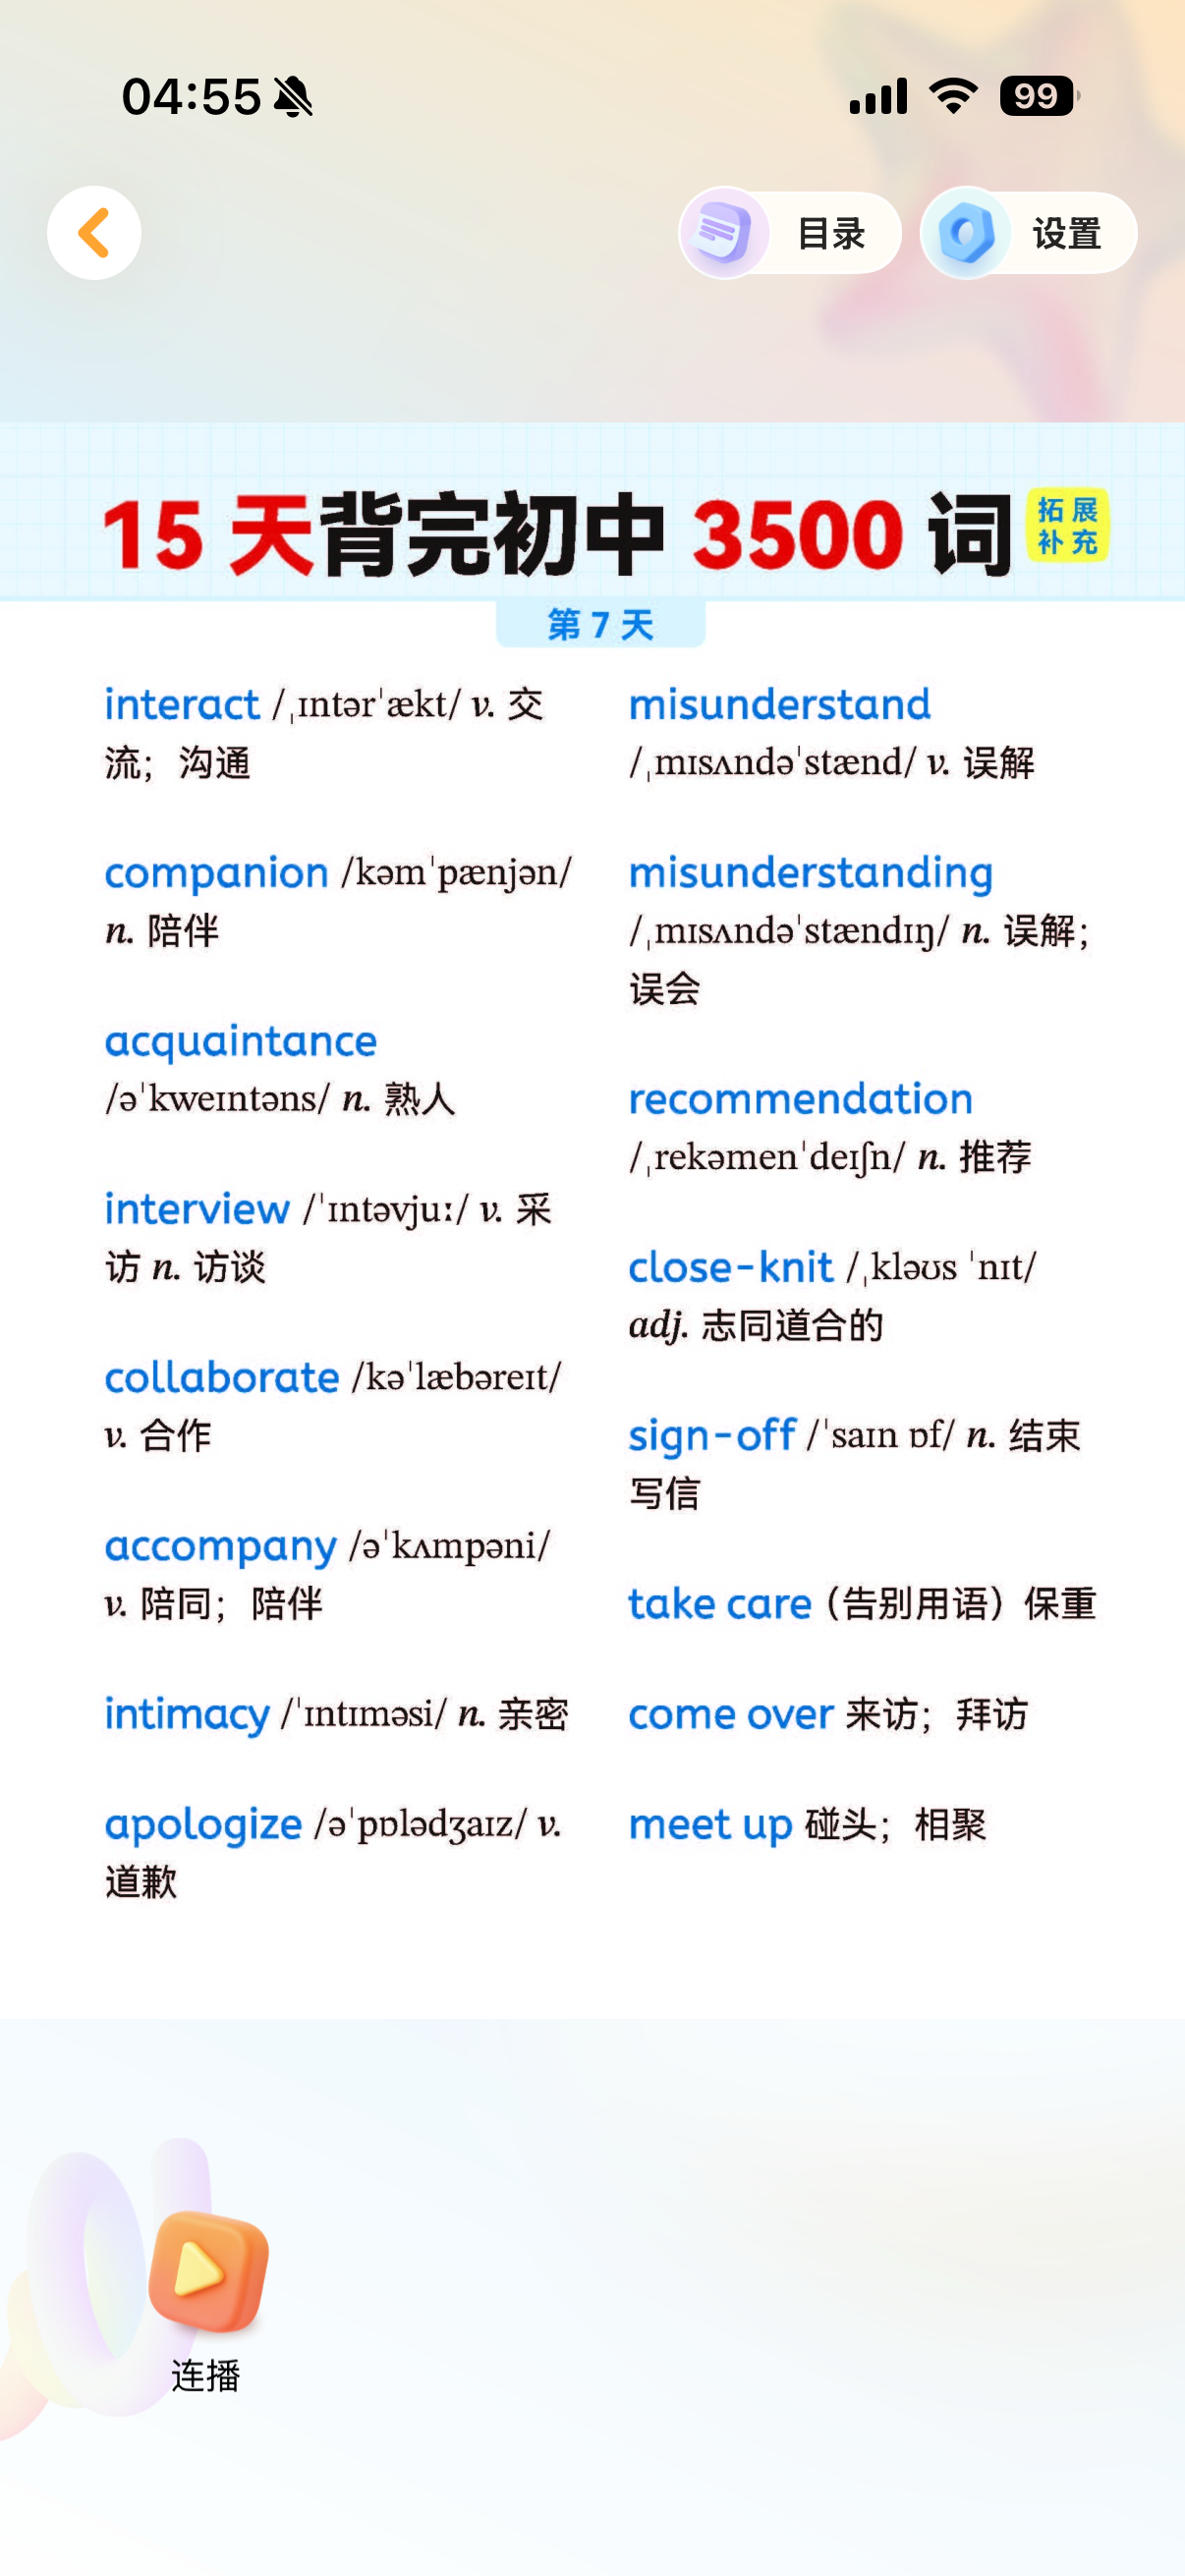 04:55
99
目录
设置
15 天背完初中 3500 词
拓展
补充
第 7 天
interact /ˌɪntərˈækt/ v. 交
流；沟通
companion /kəmˈpænjən/
n. 陪伴
acquaintance
/əˈkweɪntəns/ n. 熟人
interview /ˈɪntəvjuː/ v. 采
访 n. 访谈
collaborate /kəˈlæbəreɪt/
v. 合作
accompany /əˈkʌmpəni/
v. 陪同；陪伴
intimacy /ˈɪntɪməsi/ n. 亲密
apologize /əˈpɒlədʒaɪz/ v.
道歉
misunderstand
/ˌmɪsʌndəˈstænd/ v. 误解
misunderstanding
/ˌmɪsʌndəˈstændɪŋ/ n. 误解；
误会
recommendation
/ˌrekəmenˈdeɪʃn/ n. 推荐
close-knit /ˌkləʊs ˈnɪt/
adj. 志同道合的
sign-off /ˈsaɪn ɒf/ n. 结束
写信
take care（告别用语）保重
come over 来访；拜访
meet up 碰头；相聚
连播